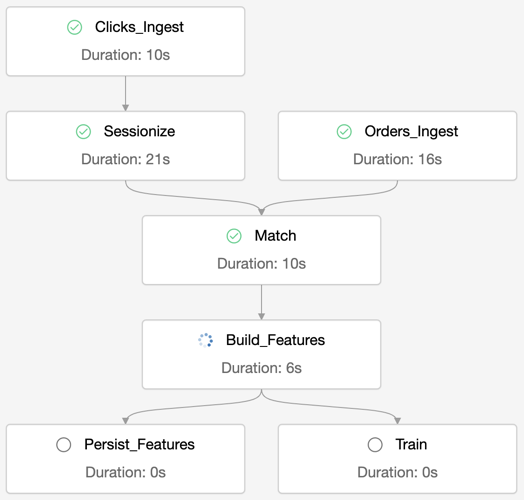 Clicks_Ingest
Duration: 10s
Sessionize
Duration: 21s
Orders_Ingest
Duration: 16s
Match
Duration: 10s
Build_Features
Duration: 6s
Persist_Features
Duration: 0s
Train
Duration: 0s